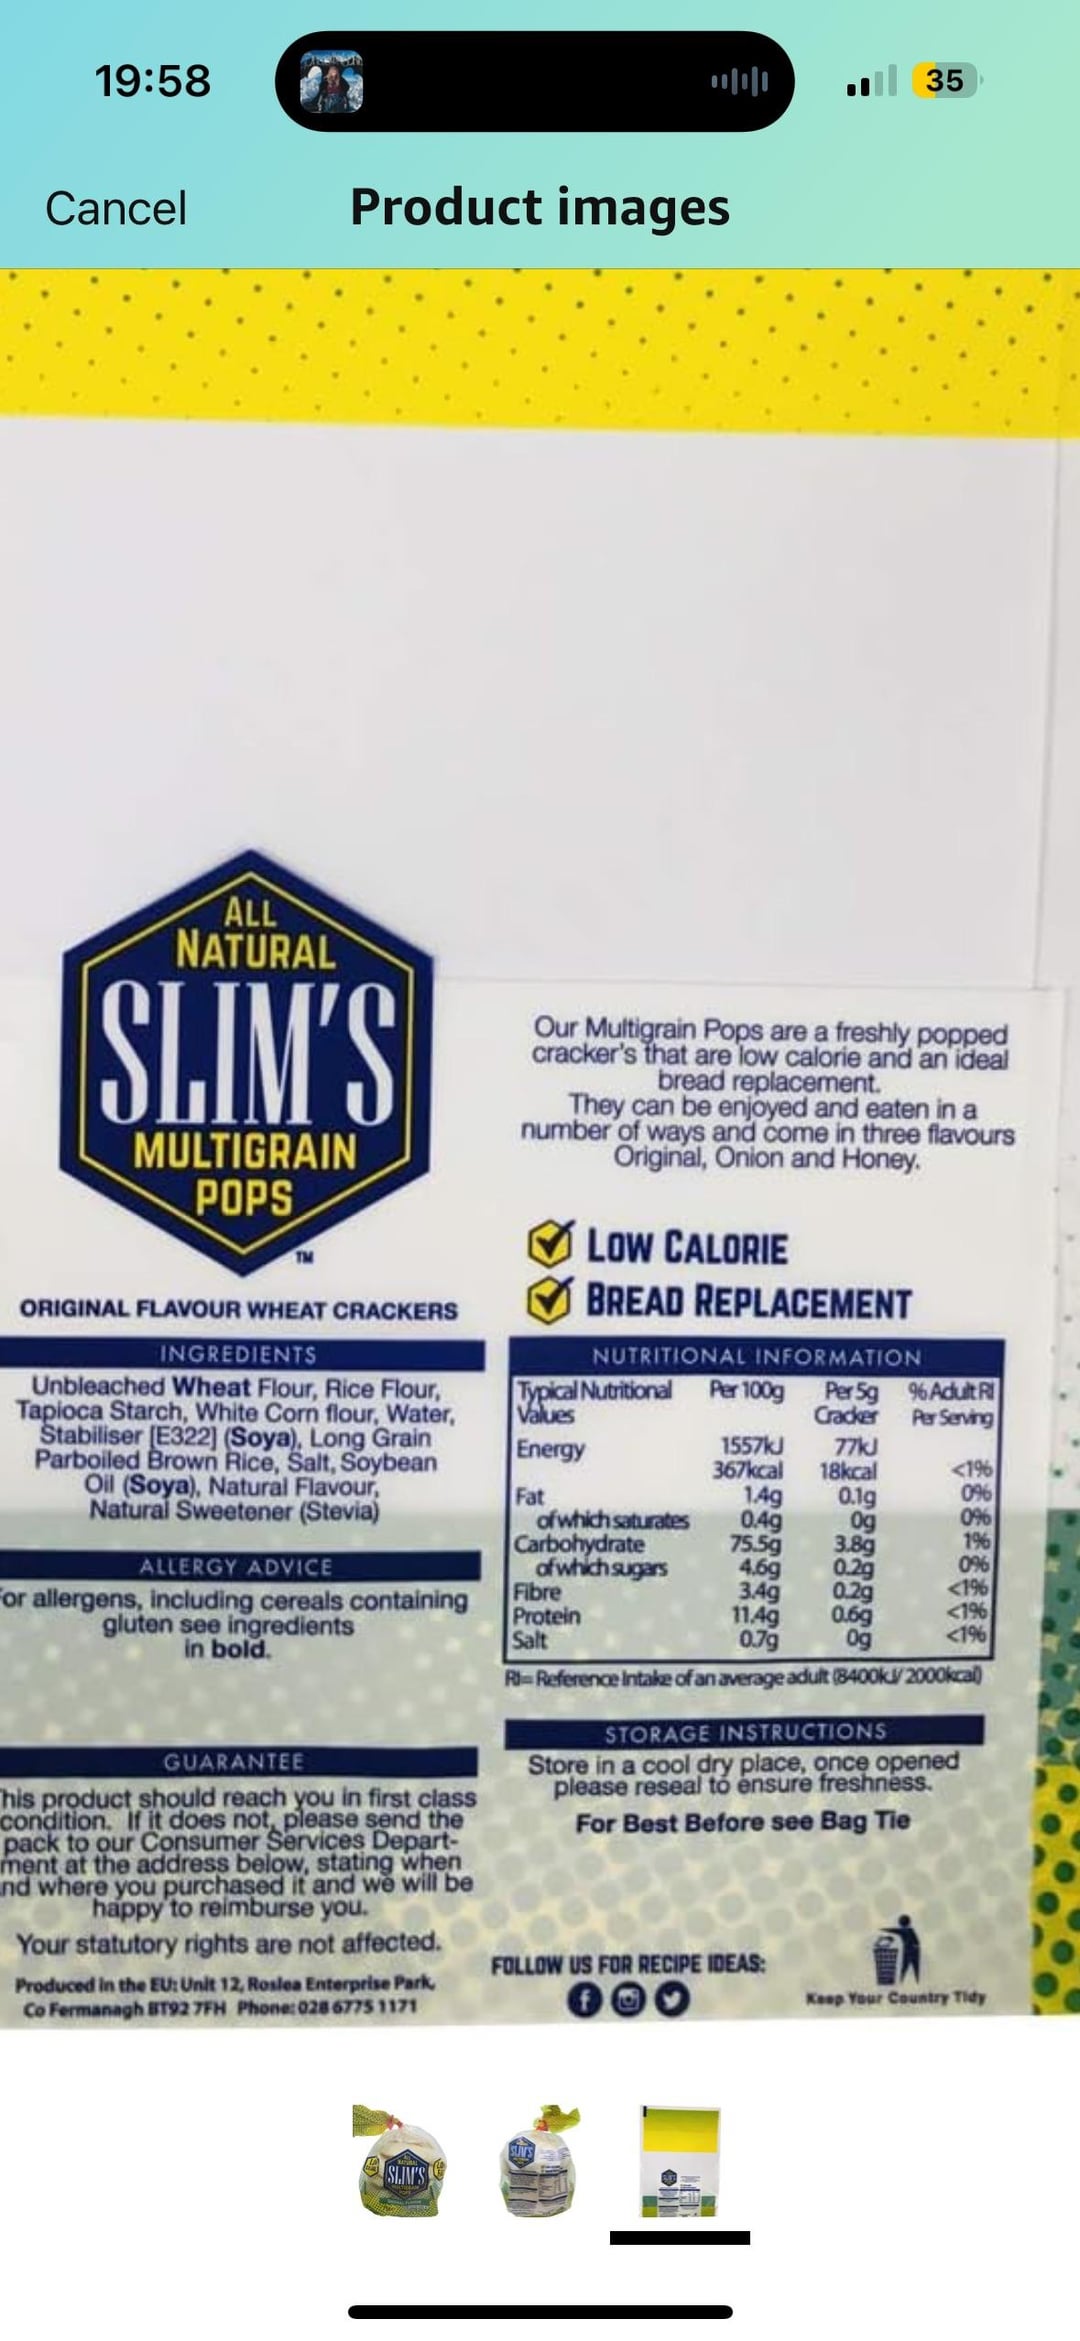 19:58
35
Cancel
Product images
ALL
NATURAL
SLIM'S
MULTIGRAIN
POPS
TM
ORIGINAL FLAVOUR WHEAT CRACKERS
INGREDIENTS
Unbleached Wheat Flour, Rice Flour,
Tapioca Starch, White Corn flour, Water,
Stabiliser [E322] (Soya), Long Grain
Parboiled Brown Rice, Salt, Soybean
Oil (Soya), Natural Flavour,
Natural Sweetener (Stevia)
ALLERGY ADVICE
For allergens, including cereals containing
gluten see ingredients
in bold.
GUARANTEE
This product should reach you in first class
condition. If it does not, please send the
pack to our Consumer Services Depart-
ment at the address below, stating when
and where you purchased it and we will be
happy to reimburse you.
Your statutory rights are not affected.
Produced in the EU: Unit 12, Roslea Enterprise Park,
Co Fermanagh BT92 7FH Phone: 028 6775 1171
Our Multigrain Pops are a freshly popped
cracker's that are low calorie and an ideal
bread replacement.
They can be enjoyed and eaten in a
number of ways and come in three flavours
Original, Onion and Honey.
LOW CALORIE
BREAD REPLACEMENT
NUTRITIONAL INFORMATION
Typical Nutritional Per 100g Per 5g % Adult RI
Values Cracker Per Serving
Energy 1557kJ 77kJ
367kcal 18kcal <1%
Fat 1.4g 0.1g 0%
of which saturates 0.4g 0g 0%
Carbohydrate 75.5g 3.8g 1%
of which sugars 4.6g 0.2g 0%
Fibre 3.4g 0.2g <1%
Protein 11.4g 0.6g <1%
Salt 0.7g 0g <1%
RI= Reference Intake of an average adult (8400kJ/ 2000kcal)
STORAGE INSTRUCTIONS
Store in a cool dry place, once opened
please reseal to ensure freshness.
For Best Before see Bag Tie
FOLLOW US FOR RECIPE IDEAS:
Keep Your Country Tidy
SLIM'S
SLIM'S